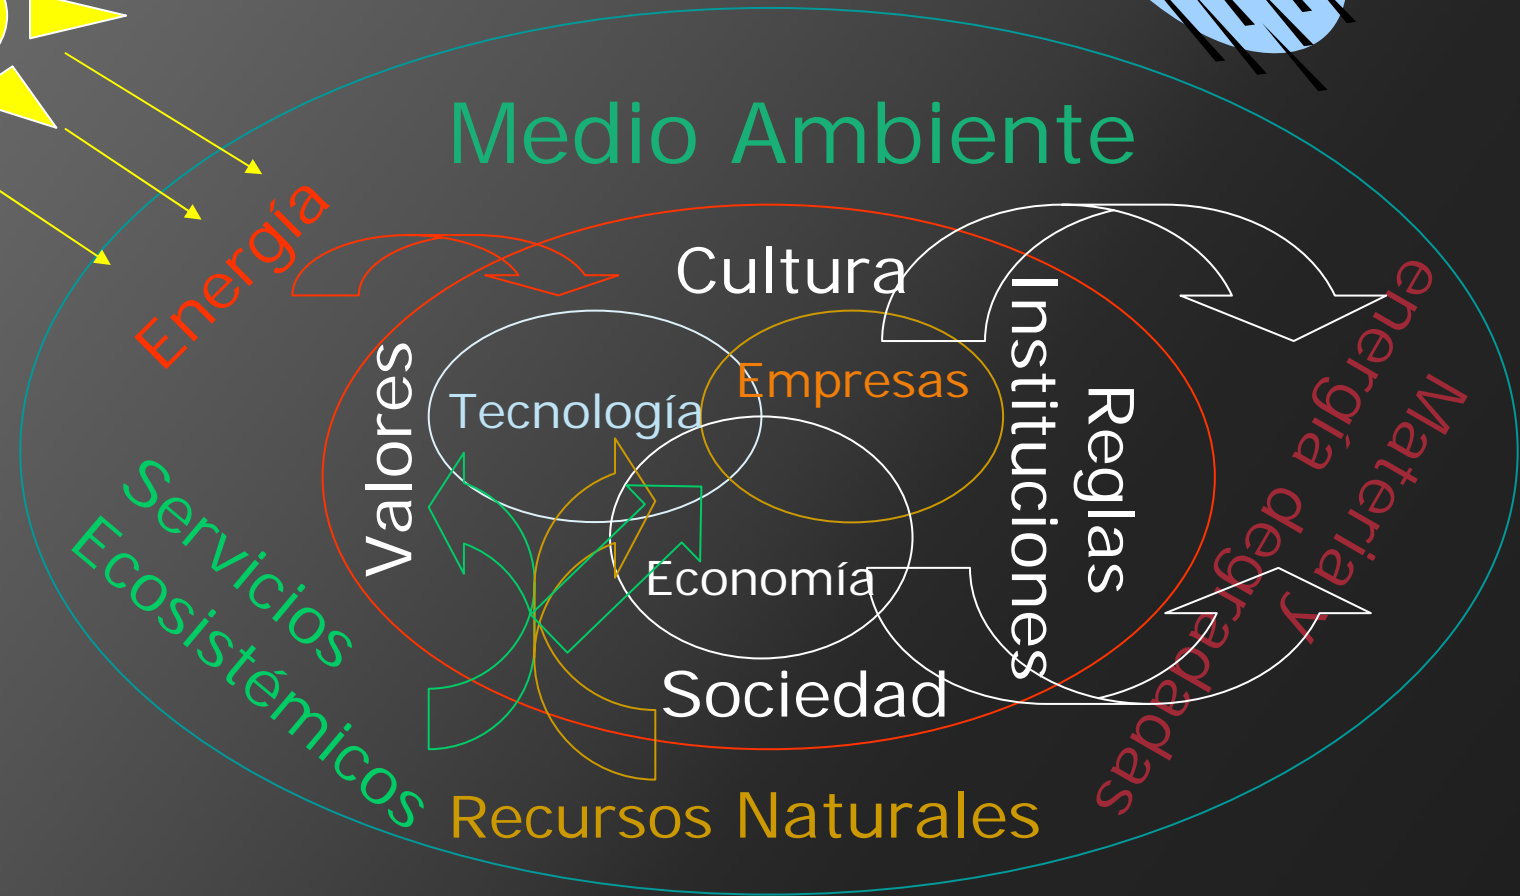 Medio Ambiente
Energía
Cultura
Valores
Tecnología
Empresas
Instituciones
Reglas
Economía
Sociedad
Servicios
Ecosistémicos
Recursos Naturales
Materia y
energía degradadas